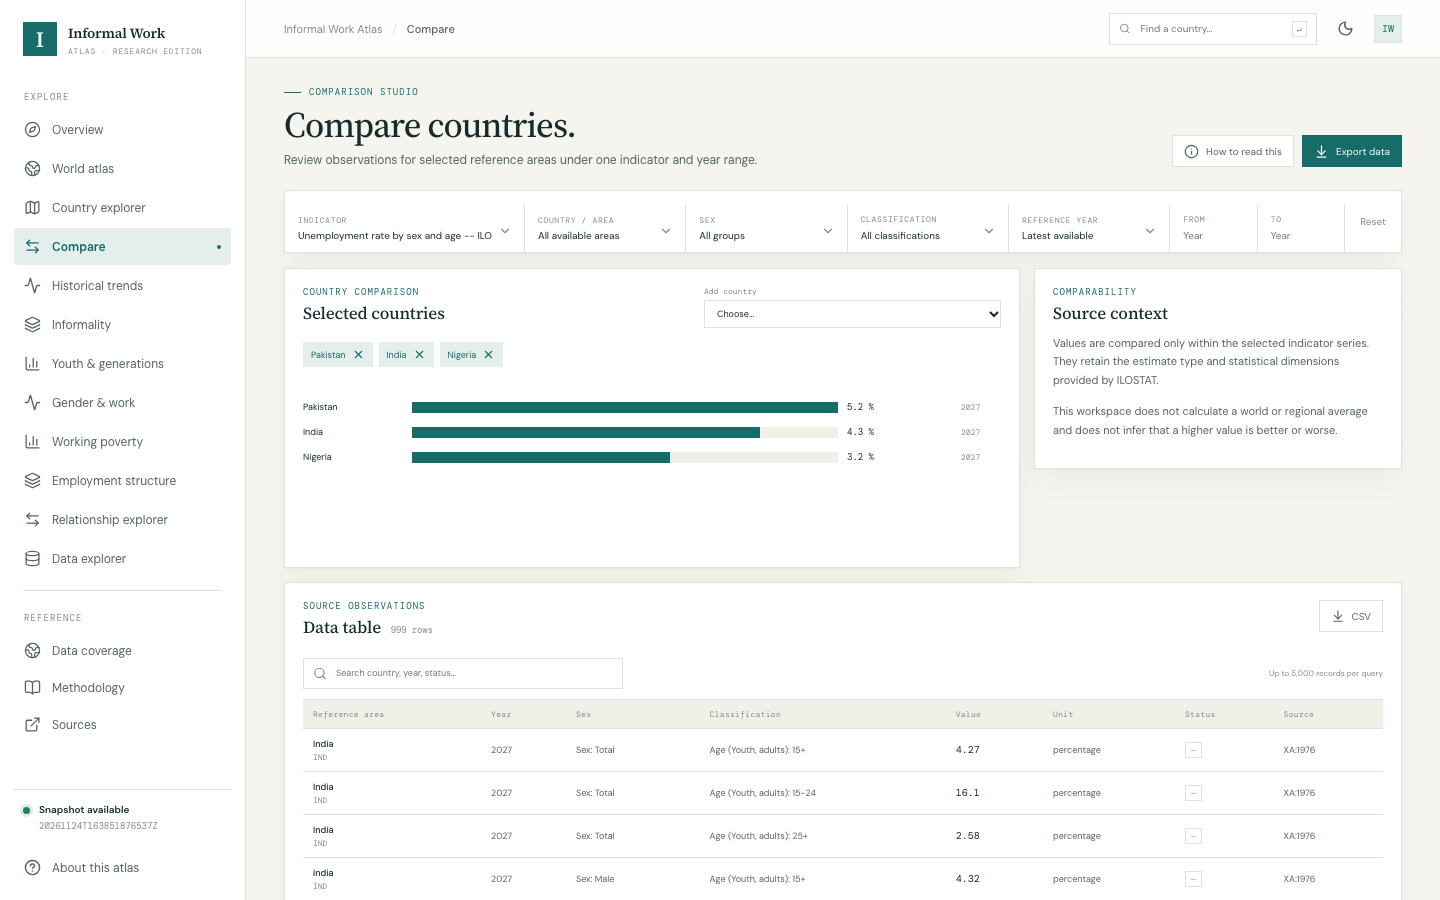 I
Informal Work
ATLAS · RESEARCH EDITION
EXPLORE
Overview
World atlas
Country explorer
Compare
Historical trends
Informality
Youth & generations
Gender & work
Working poverty
Employment structure
Relationship explorer
Data explorer
REFERENCE
Data coverage
Methodology
Sources
Snapshot available
20261124T163851876537Z
About this atlas
Informal Work Atlas / Compare
Find a country...
IW
COMPARISON STUDIO
Compare countries.
Review observations for selected reference areas under one indicator and year range.
How to read this
Export data
INDICATOR
Unemployment rate by sex and age -- ILO
COUNTRY / AREA
All available areas
SEX
All groups
CLASSIFICATION
All classifications
REFERENCE YEAR
Latest available
FROM
Year
TO
Year
Reset
COUNTRY COMPARISON
Selected countries
Add country
Choose...
Pakistan
India
Nigeria
Pakistan 5.2 % 2027
India 4.3 % 2027
Nigeria 3.2 % 2027
COMPARABILITY
Source context
Values are compared only within the selected indicator series.
They retain the estimate type and statistical dimensions
provided by ILOSTAT.
This workspace does not calculate a world or regional average
and does not infer that a higher value is better or worse.
SOURCE OBSERVATIONS
Data table 999 rows
CSV
Search country, year, status...
Up to 5,000 records per query
Reference area Year Sex Classification Value Unit Status Source
India 2027 Sex: Total Age (Youth, adults): 15+ 4.27 percentage — XA:1976
IND
India 2027 Sex: Total Age (Youth, adults): 15-24 16.1 percentage — XA:1976
IND
India 2027 Sex: Total Age (Youth, adults): 25+ 2.58 percentage — XA:1976
IND
India 2027 Sex: Male Age (Youth, adults): 15+ 4.32 percentage — XA:1976
IND